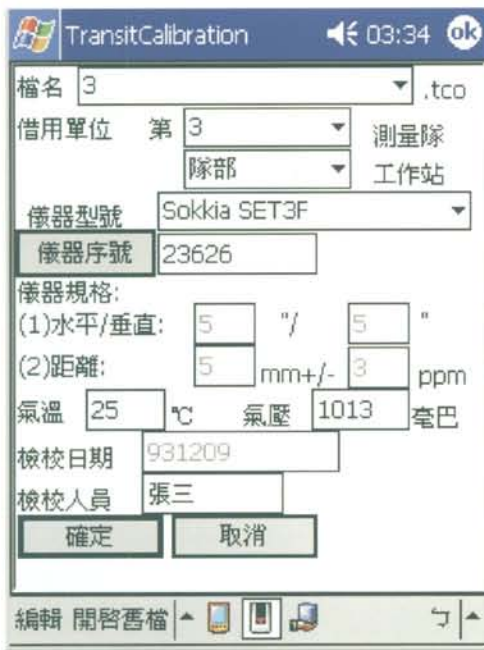 TransitCalibration 03:34 ok
檔名 3 .tco
借用單位 第 3 測量隊
隊部 工作站
儀器型號 Sokkia SET3F
儀器序號 23626
儀器規格:
(1)水平/垂直: 5 "/ 5 "
(2)距離: 5 mm+/- 3 ppm
氣溫 25 ℃ 氣壓 1013 毫巴
檢校日期 931209
檢校人員 張三
確定 取消
編輯 開啓舊檔 ㄅ